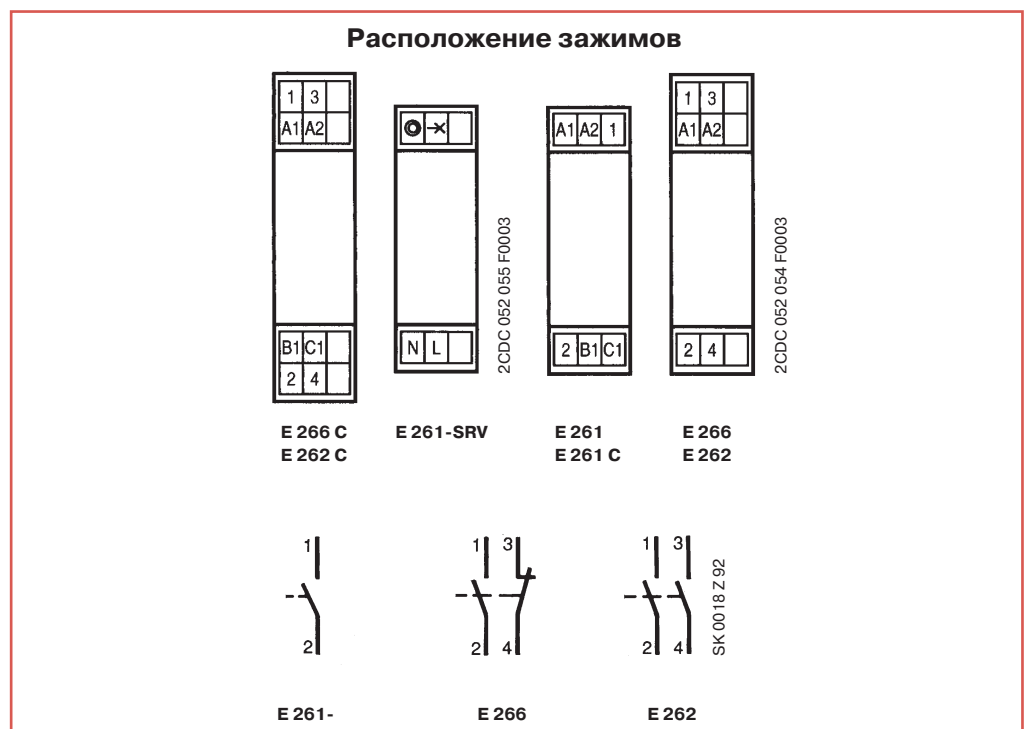 Расположение зажимов
1 3
A1 A2
B1 C1
2 4
E 266 C
E 262 C
N L
E 261-SRV
2CDC 052 055 F0003
A1 A2 1
2 B1 C1
E 261
E 261 C
1 3
A1 A2
2 4
E 266
E 262
2CDC 052 054 F0003
1
2
E 261-
1 3
2 4
E 266
1 3
2 4
E 262
SK 0018 Z 92